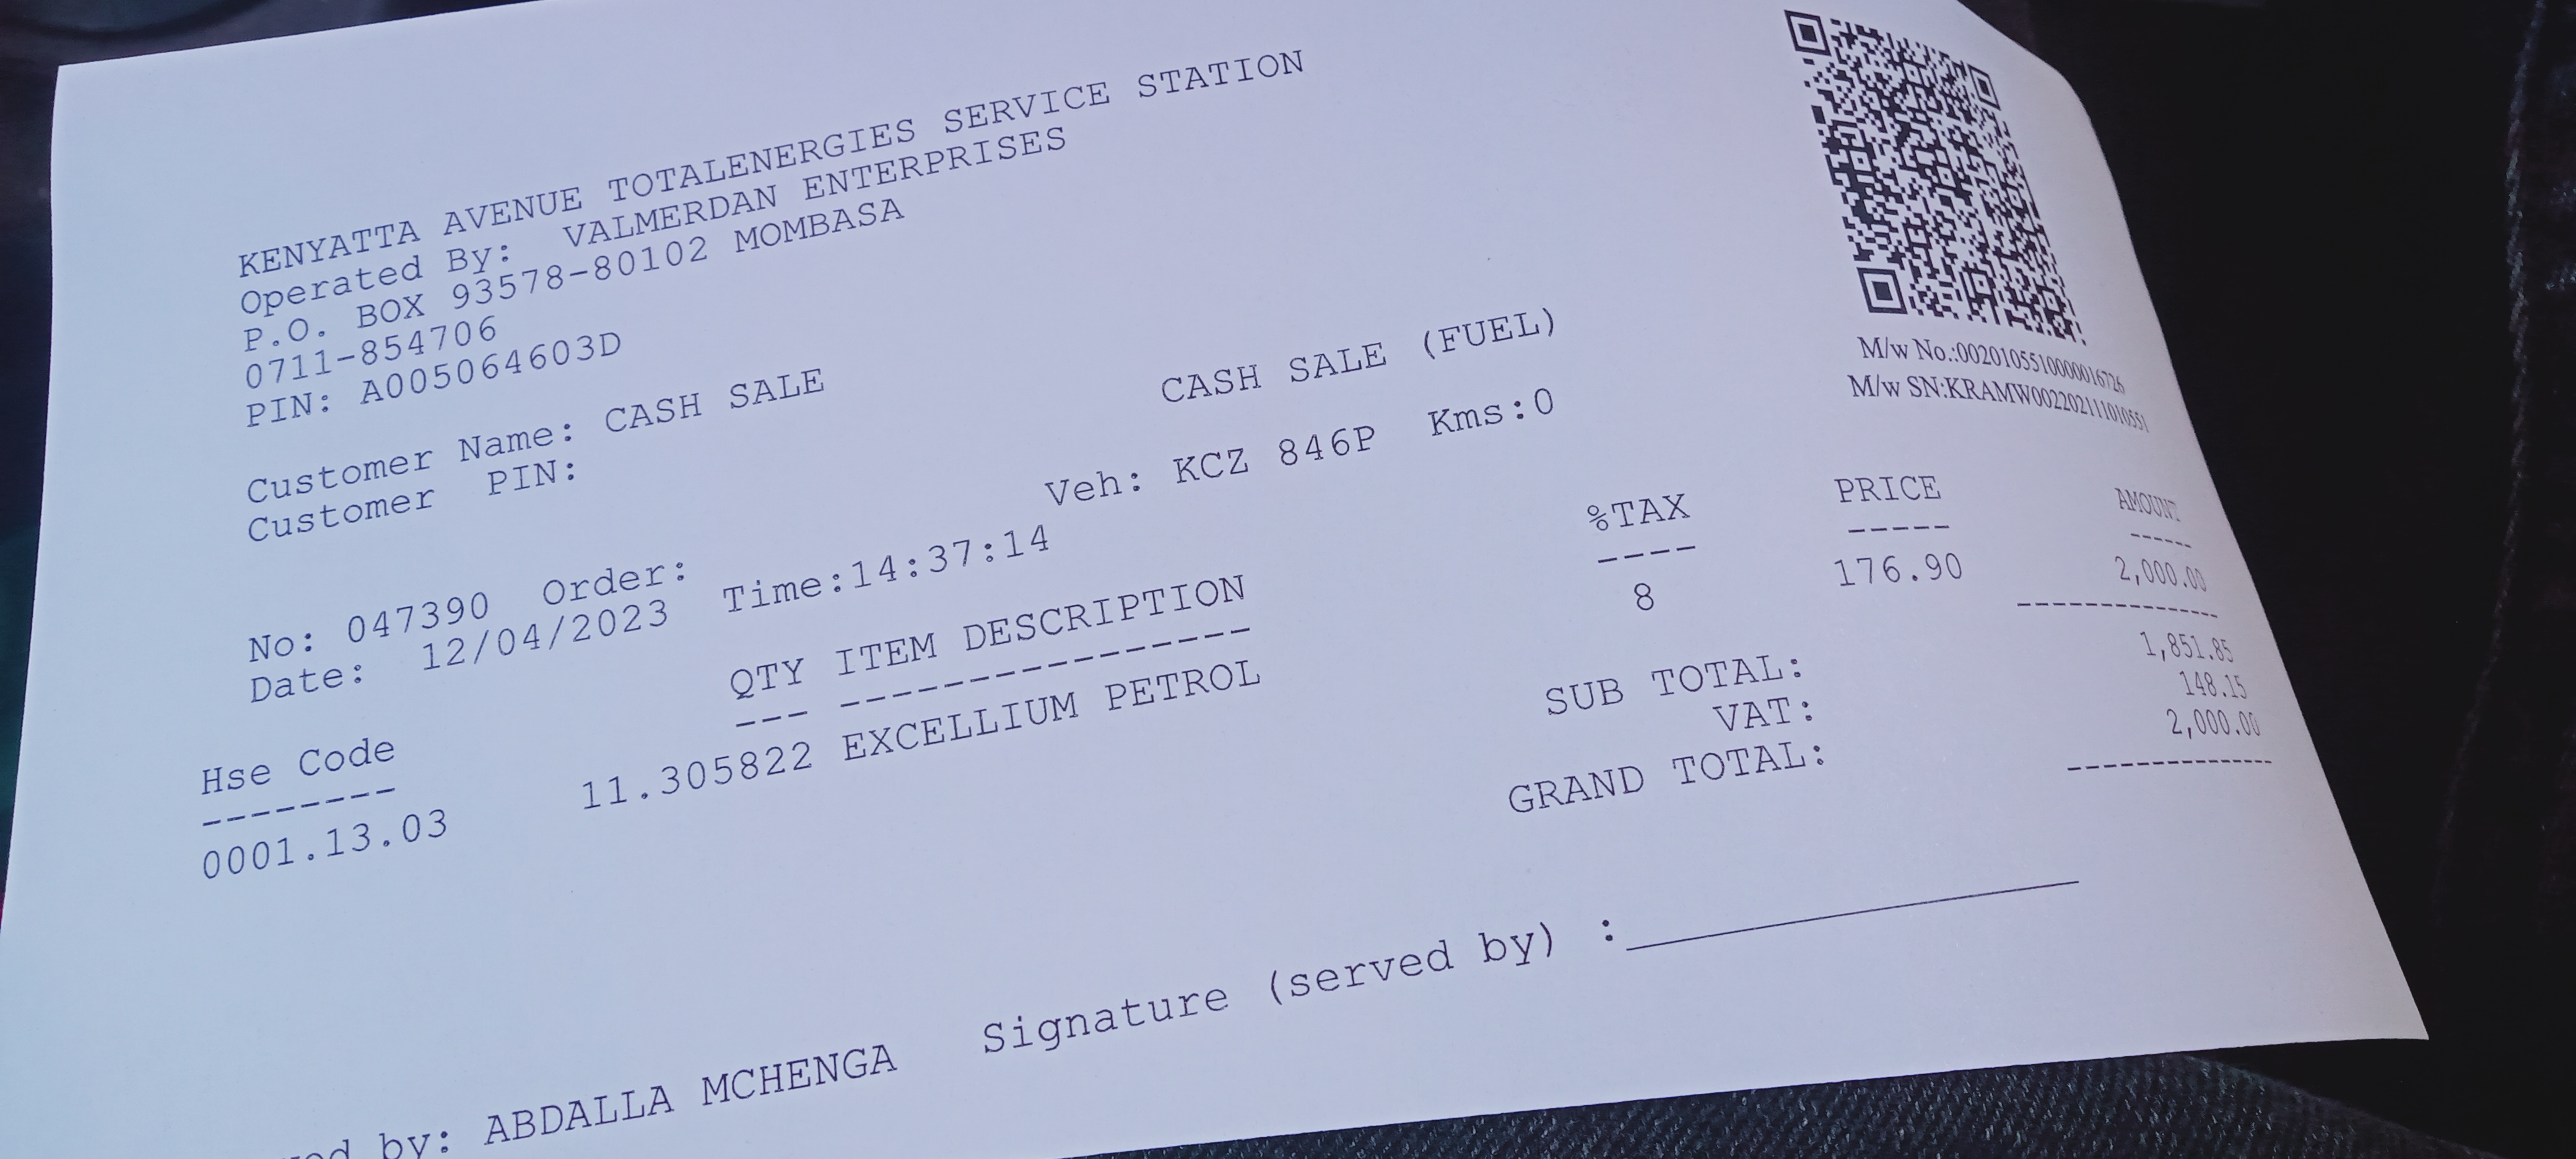 KENYATTA AVENUE TOTALENERGIES SERVICE STATION
Operated By: VALMERDAN ENTERPRISES
P.O. BOX 93578-80102 MOMBASA
0711-854706
PIN: A005064603D
M/w No.:0020105510000016726
M/w SN:KRAMW002202111010551
CASH SALE (FUEL)
Customer Name: CASH SALE
Customer PIN:
Veh: KCZ 846P Kms:0
No: 047390 Order:
Date: 12/04/2023 Time:14:37:14
Hse Code QTY ITEM DESCRIPTION %TAX PRICE AMOUNT
-------- --- ---------------- ---- ----- ------
0001.13.03 11.305822 EXCELLIUM PETROL 8 176.90 2,000.00
SUB TOTAL: 1,851.85
VAT: 148.15
GRAND TOTAL: 2,000.00
by: ABDALLA MCHENGA Signature (served by) :